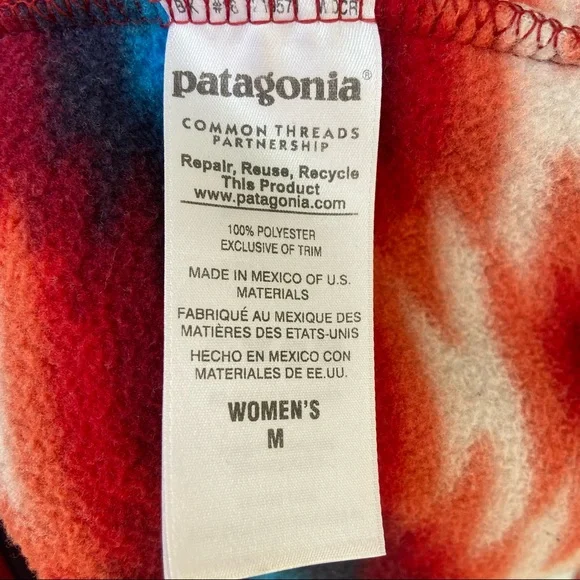 patagonia®
COMMON THREADS
PARTNERSHIP
Repair, Reuse, Recycle
This Product
www.patagonia.com
100% POLYESTER
EXCLUSIVE OF TRIM
MADE IN MEXICO OF U.S.
MATERIALS
FABRIQUÉ AU MEXIQUE DES
MATIÈRES DES ETATS-UNIS
HECHO EN MEXICO CON
MATERIALES DE EE.UU.
WOMEN'S
M